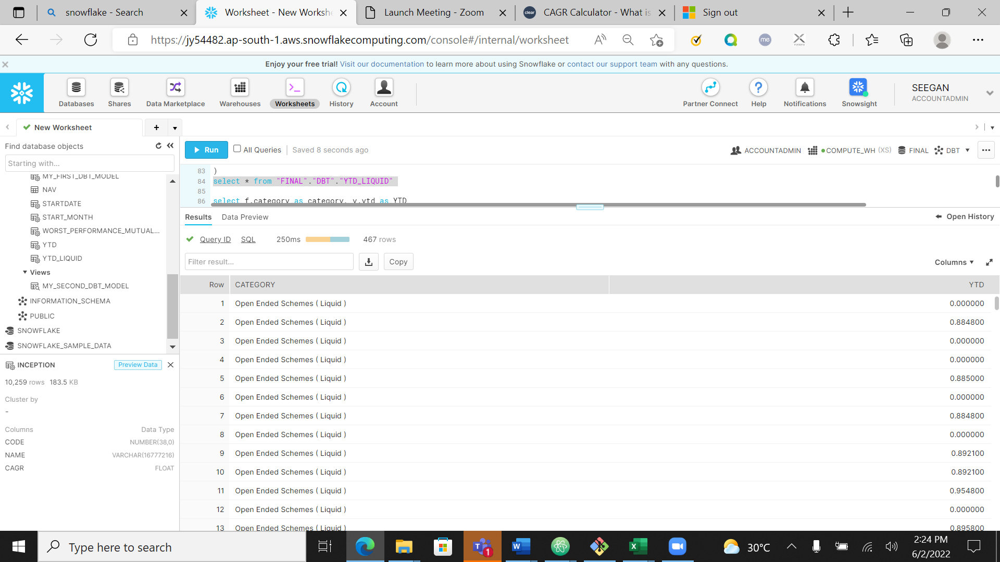 snowflake - Search
Worksheet - New Workshe
Launch Meeting - Zoom
clear
CAGR Calculator - What is
Sign out
https://jy54482.ap-south-1.aws.snowflakecomputing.com/console#/internal/worksheet
me
Enjoy your free trial! Visit our documentation to learn more about using Snowflake or contact our support team with any questions.
Databases
Shares
Data Marketplace
Warehouses
Worksheets
History
Account
Partner Connect
Help
Notifications
Snowsight
SEEGAN
ACCOUNTADMIN
New Worksheet
Find database objects
Starting with...
MY_FIRST_DBT_MODEL
NAV
STARTDATE
START_MONTH
WORST_PERFORMANCE_MUTUAL...
YTD
YTD_LIQUID
Views
MY_SECOND_DBT_MODEL
INFORMATION_SCHEMA
PUBLIC
SNOWFLAKE
SNOWFLAKE_SAMPLE_DATA
INCEPTION Preview Data
10,259 rows 183.5 KB
Cluster by
-
Columns Data Type
CODE NUMBER(38,0)
NAME VARCHAR(16777216)
CAGR FLOAT
Run All Queries Saved 8 seconds ago
ACCOUNTADMIN COMPUTE_WH (XS) FINAL DBT
83 )
84 select * from "FINAL"."DBT"."YTD_LIQUID"
85
86 select f.category as category, y.ytd as YTD
Results Data Preview
Open History
Query ID SQL 250ms 467 rows
Filter result... Copy
Columns
Row CATEGORY YTD
1 Open Ended Schemes ( Liquid ) 0.000000
2 Open Ended Schemes ( Liquid ) 0.884800
3 Open Ended Schemes ( Liquid ) 0.000000
4 Open Ended Schemes ( Liquid ) 0.000000
5 Open Ended Schemes ( Liquid ) 0.885000
6 Open Ended Schemes ( Liquid ) 0.000000
7 Open Ended Schemes ( Liquid ) 0.884800
8 Open Ended Schemes ( Liquid ) 0.000000
9 Open Ended Schemes ( Liquid ) 0.892100
10 Open Ended Schemes ( Liquid ) 0.892100
11 Open Ended Schemes ( Liquid ) 0.954800
12 Open Ended Schemes ( Liquid ) 0.000000
13 Open Ended Schemes ( Liquid ) 0.895800
Type here to search
1
30°C
2:24 PM
6/2/2022